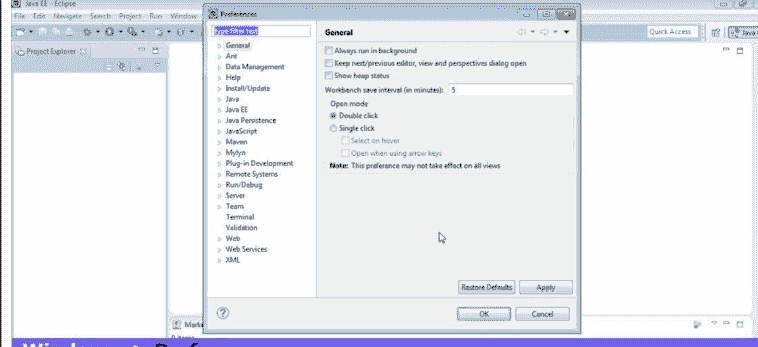 Java EE - Eclipse
File Edit Navigate Search Project Run Window
Preferences
type filter text
General
Quick Access
Java
Project Explorer
General
Ant
Data Management
Help
Install/Update
Java
Java EE
Java Persistence
JavaScript
Maven
Mylyn
Plug-in Development
Remote Systems
Run/Debug
Server
Team
Terminal
Validation
Web
Web Services
XML
Always run in background
Keep next/previous editor, view and perspectives dialog open
Show heap status
Workbench save interval (in minutes): 5
Open mode
Double click
Single click
Select on hover
Open when using arrow keys
Note: This preference may not take effect on all views
Restore Defaults Apply
OK Cancel